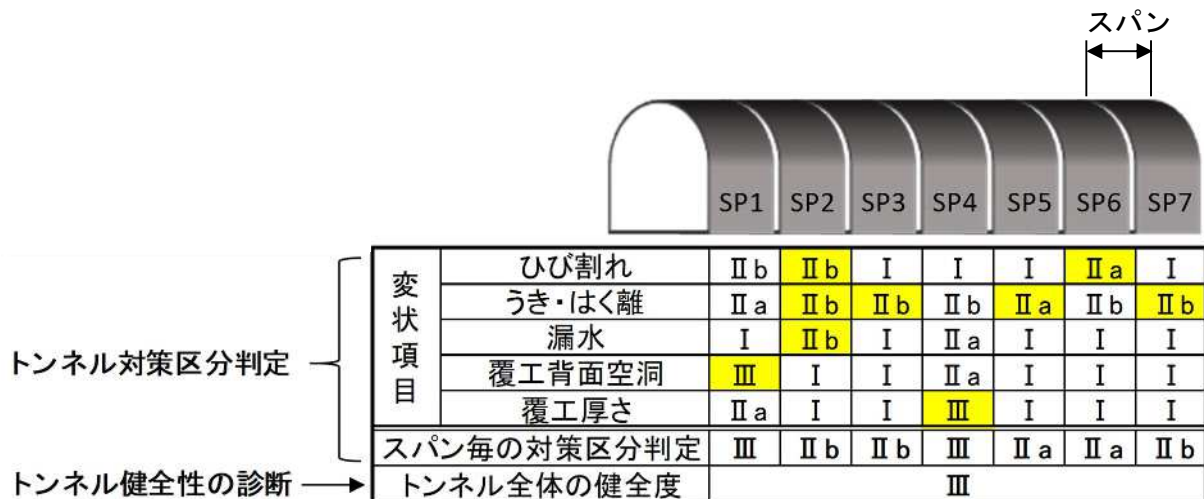 スパン
SP1 SP2 SP3 SP4 SP5 SP6 SP7
トンネル対策区分判定
変状項目
ひび割れ Ⅱb Ⅱb Ⅰ Ⅰ Ⅰ Ⅱa Ⅰ
うき・はく離 Ⅱa Ⅱb Ⅱb Ⅱb Ⅱa Ⅱb Ⅱb
漏水 Ⅰ Ⅱb Ⅰ Ⅱa Ⅰ Ⅰ Ⅰ
覆工背面空洞 Ⅲ Ⅰ Ⅰ Ⅱa Ⅰ Ⅰ Ⅰ
覆工厚さ Ⅱa Ⅰ Ⅰ Ⅲ Ⅰ Ⅰ Ⅰ
スパン毎の対策区分判定 Ⅲ Ⅱb Ⅱb Ⅲ Ⅱa Ⅱa Ⅱb
トンネル健全性の診断 トンネル全体の健全度 Ⅲ